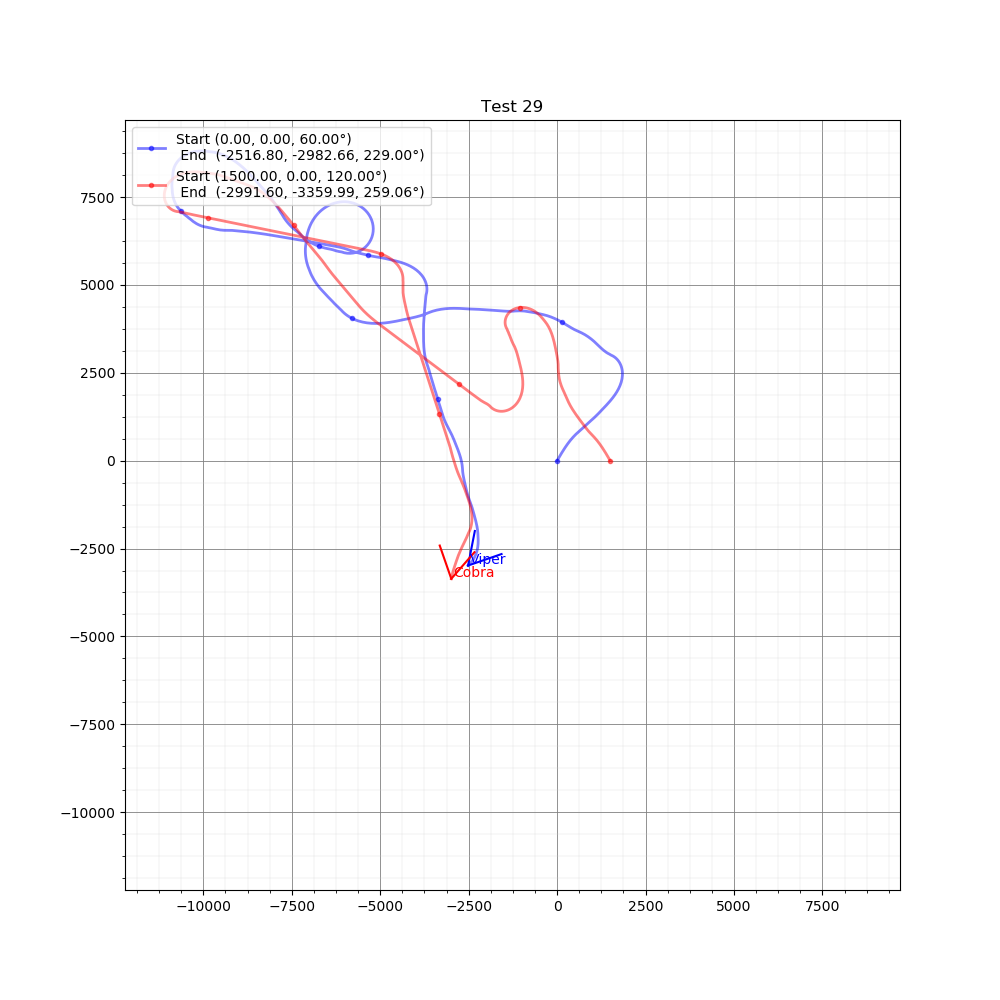 Test 29
Start (0.00, 0.00, 60.00°)
End (-2516.80, -2982.66, 229.00°)
Start (1500.00, 0.00, 120.00°)
End (-2991.60, -3359.99, 259.06°)
7500
5000
2500
0
−2500
−5000
−7500
−10000
Viper
Cobra
−10000 −7500 −5000 −2500 0 2500 5000 7500